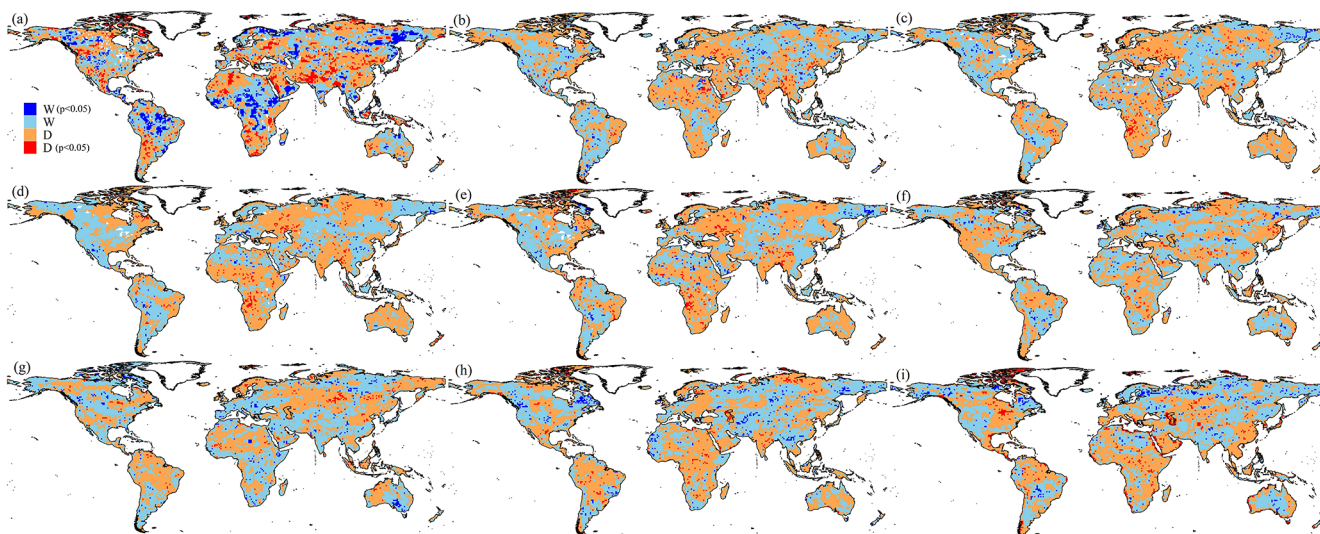 (a)
(b)
(c)
W (p<0.05)
W
D
D (p<0.05)
(d)
(e)
(f)
(g)
(h)
(i)